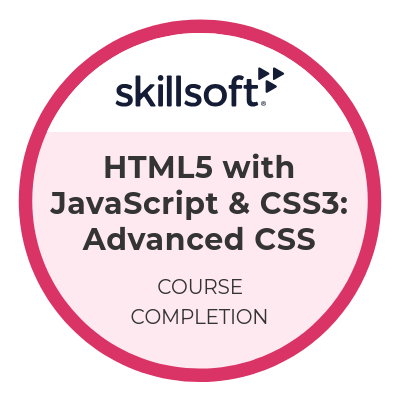 skillsoft®
HTML5 with
JavaScript & CSS3:
Advanced CSS
COURSE
COMPLETION